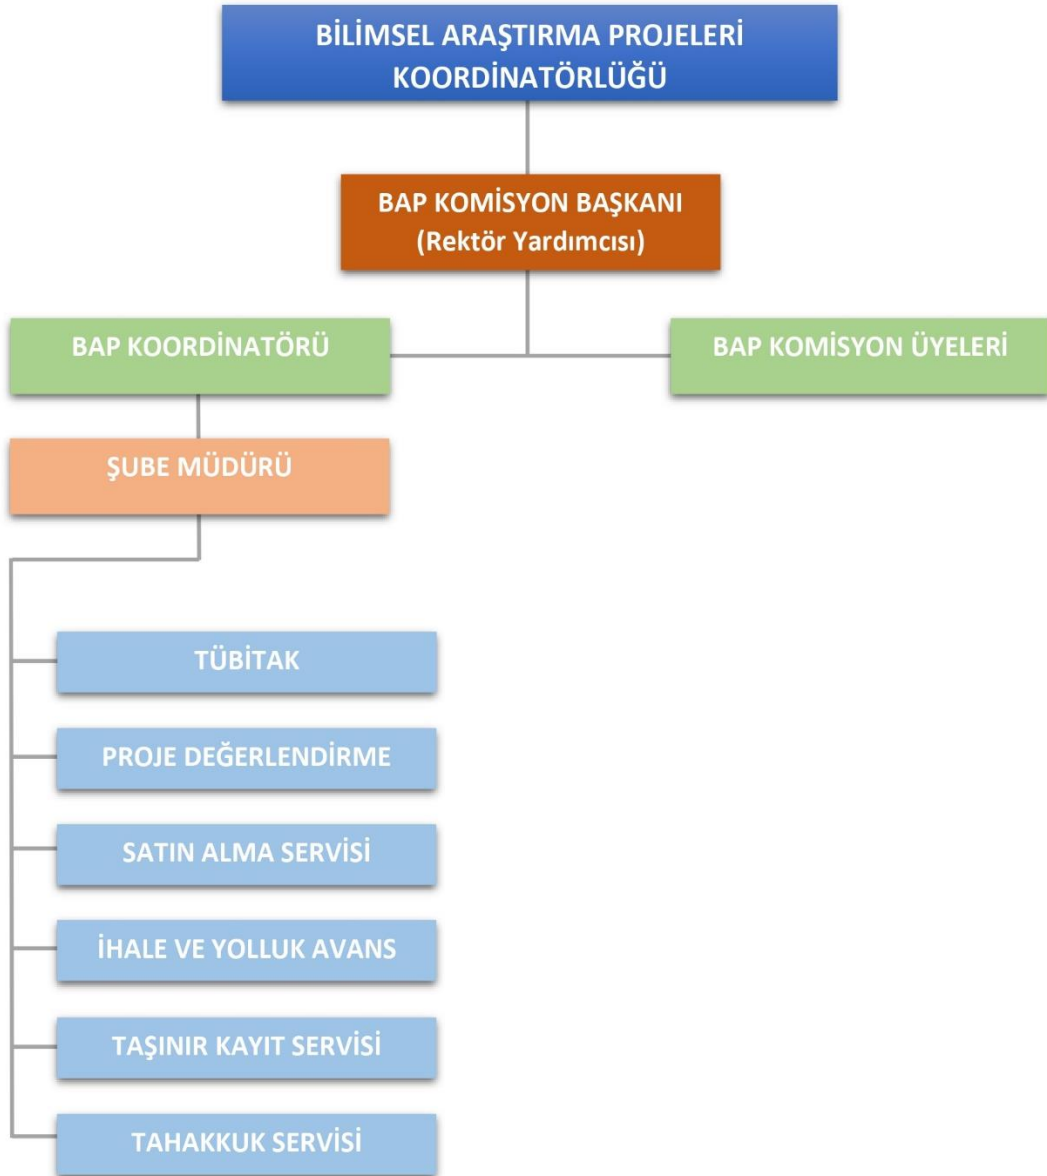 BİLİMSEL ARAŞTIRMA PROJELERİ
KOORDİNATÖRLÜĞÜ
BAP KOMİSYON BAŞKANI
(Rektör Yardımcısı)
BAP KOORDİNATÖRÜ
BAP KOMİSYON ÜYELERİ
ŞUBE MÜDÜRÜ
TÜBİTAK
PROJE DEĞERLENDİRME
SATIN ALMA SERVİSİ
İHALE VE YOLLUK AVANS
TAŞINIR KAYIT SERVİSİ
TAHAKKUK SERVİSİ